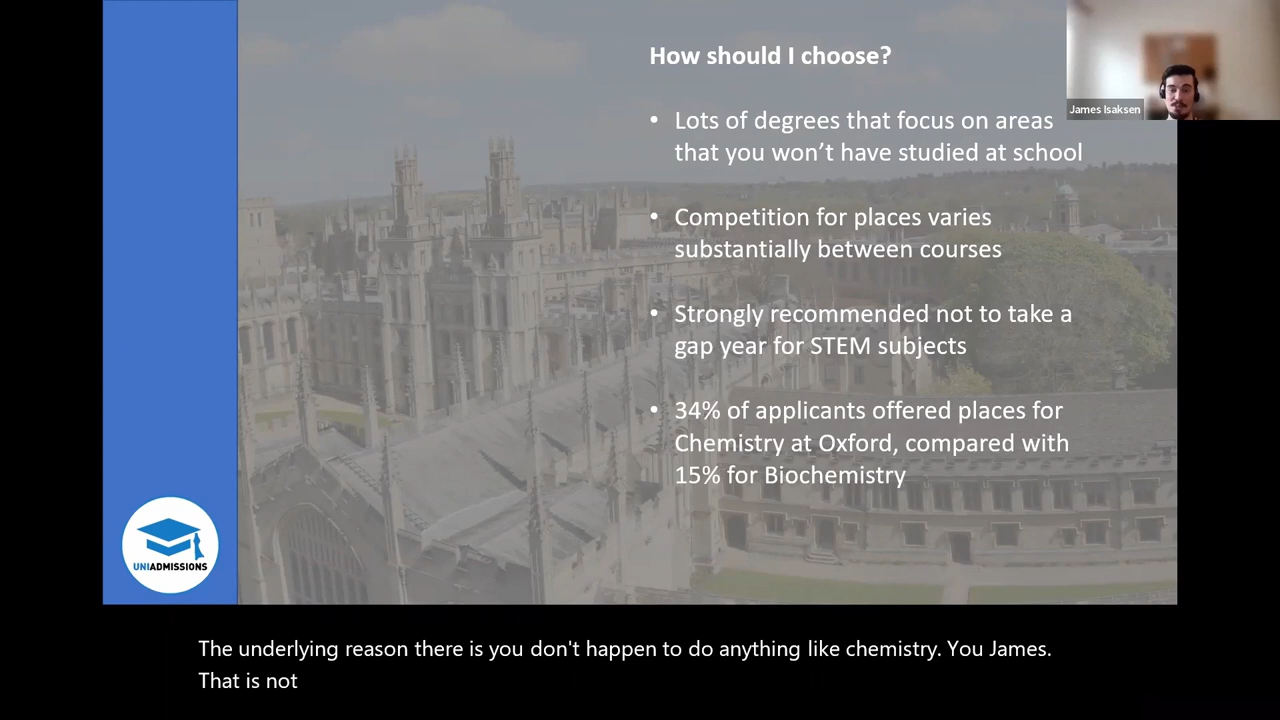 How should I choose?
James Isaksen
• Lots of degrees that focus on areas
that you won’t have studied at school
• Competition for places varies
substantially between courses
• Strongly recommended not to take a
gap year for STEM subjects
• 34% of applicants offered places for
Chemistry at Oxford, compared with
15% for Biochemistry
UNIADMISSIONS
The underlying reason there is you don't happen to do anything like chemistry. You James.
That is not